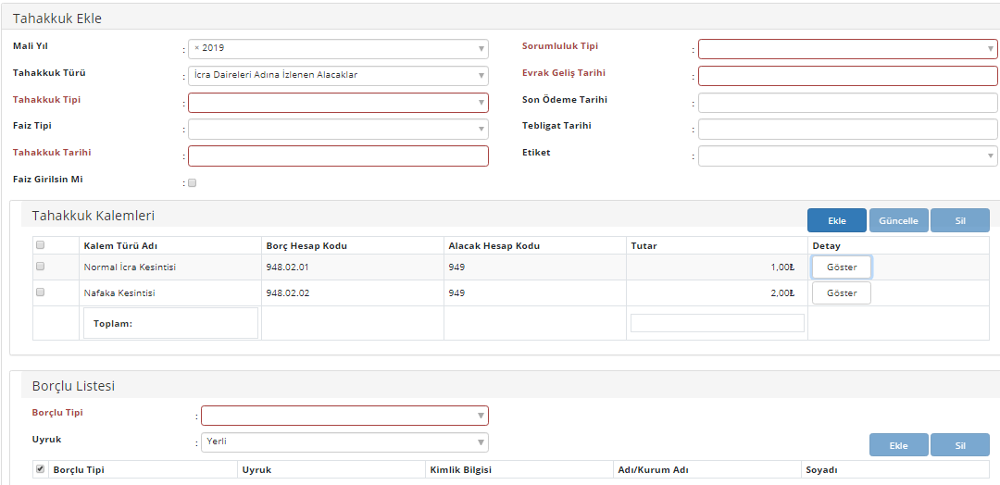 Tahakkuk Ekle
Mali Yıl : × 2019
Sorumluluk Tipi :
Tahakkuk Türü : İcra Daireleri Adına İzlenen Alacaklar
Evrak Geliş Tarihi :
Tahakkuk Tipi :
Son Ödeme Tarihi :
Faiz Tipi :
Tebligat Tarihi :
Tahakkuk Tarihi :
Etiket :
Faiz Girilsin Mi :
Tahakkuk Kalemleri
Ekle Güncelle Sil
Kalem Türü Adı Borç Hesap Kodu Alacak Hesap Kodu Tutar Detay
Normal İcra Kesintisi 948.02.01 949 1,00₺ Göster
Nafaka Kesintisi 948.02.02 949 2,00₺ Göster
Toplam:
Borçlu Listesi
Borçlu Tipi :
Uyruk : Yerli
Ekle Sil
Borçlu Tipi Uyruk Kimlik Bilgisi Adı/Kurum Adı Soyadı